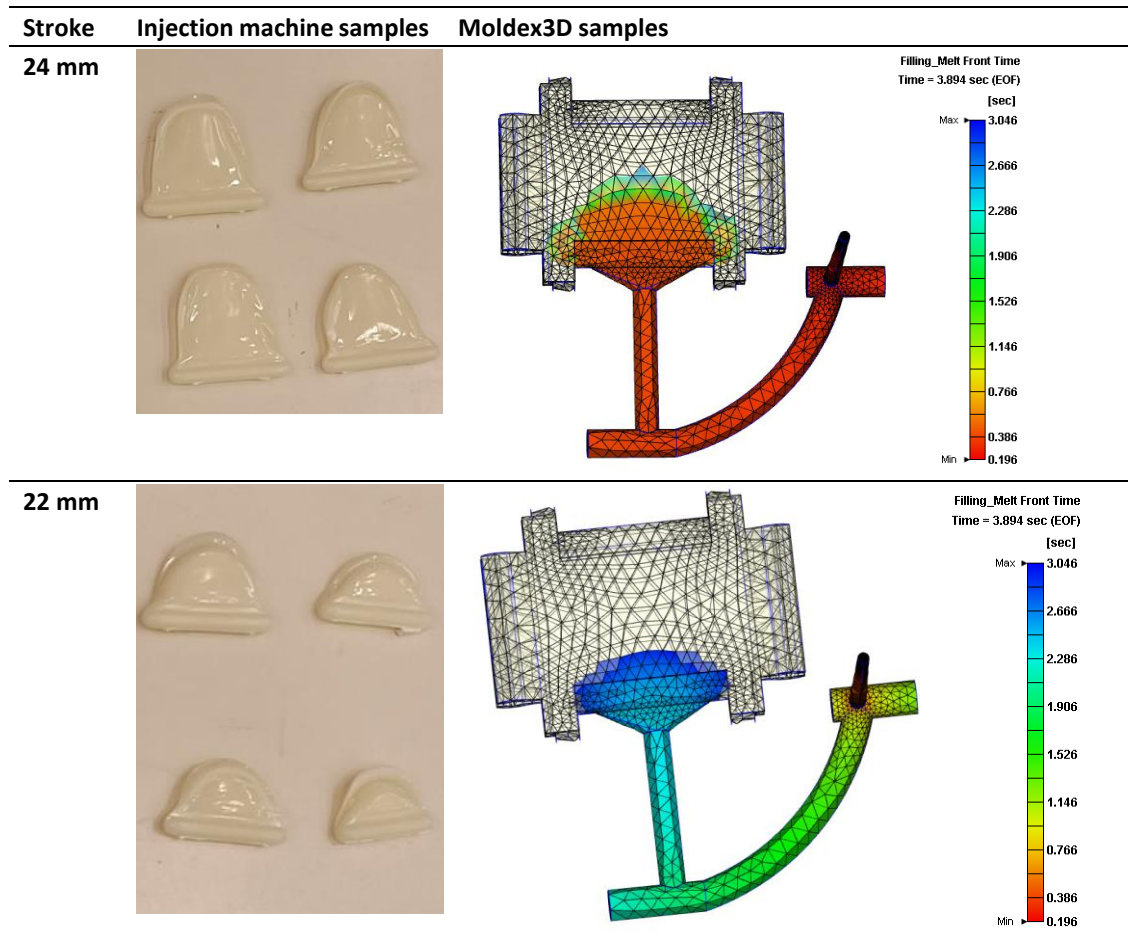 Stroke Injection machine samples Moldex3D samples
24 mm
Filling_Melt Front Time
Time = 3.894 sec (EOF)
[sec]
Max 3.046
2.666
2.286
1.906
1.526
1.146
0.766
0.386
Min 0.196
22 mm
Filling_Melt Front Time
Time = 3.894 sec (EOF)
[sec]
Max 3.046
2.666
2.286
1.906
1.526
1.146
0.766
0.386
Min 0.196